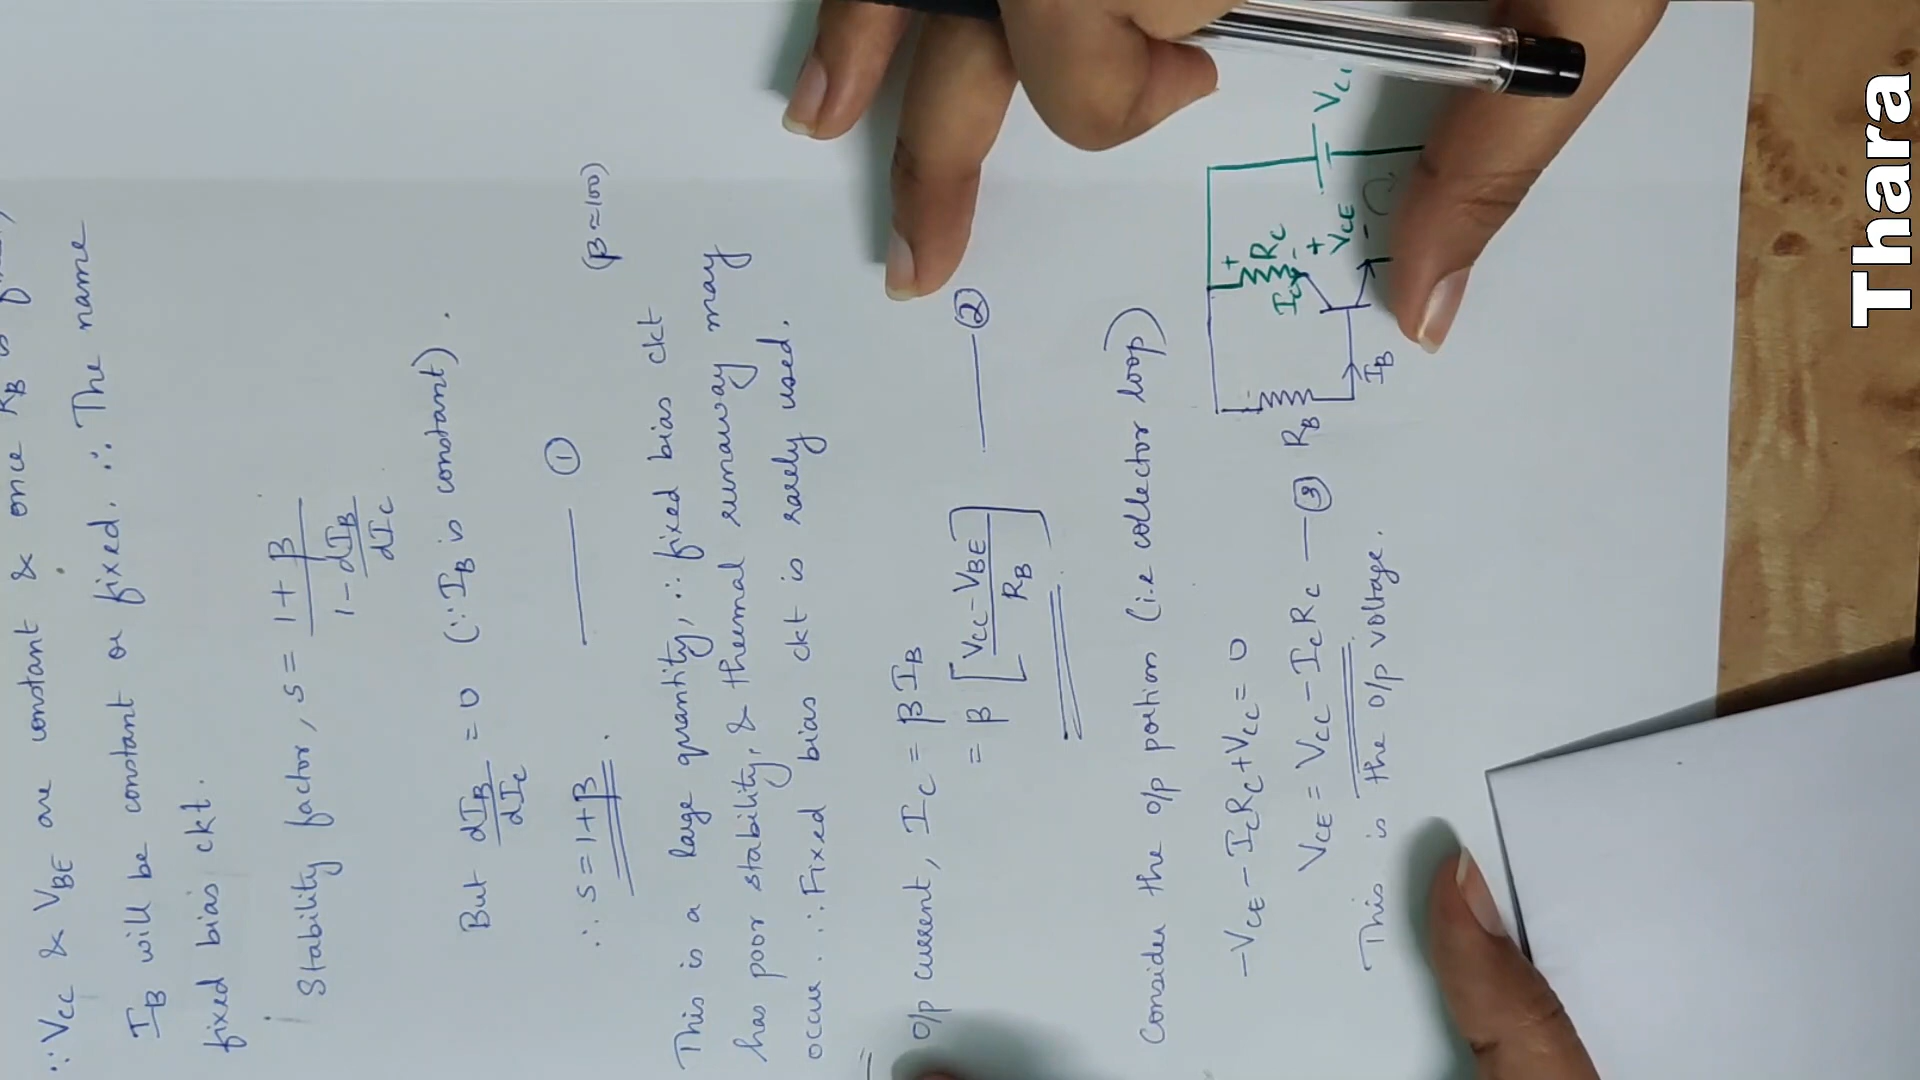 ∵ VCC & VBE are constant & once RB is
IB will be constant or fixed. ∴ The name
fixed bias ckt.
Stability factor, S = 1+β / 1 - dIB/dIC
But dIB/dIC = 0 (∵ IB is constant).
∴ S = 1+β. —— ①
This is a large quantity, ∴ fixed bias ckt (β ≈ 100)
has poor stability, & thermal runaway may
occur. ∴ Fixed bias ckt is rarely used.
O/p current, IC = β IB
= β [VCC - VBE / RB] —— ②
Consider the o/p portion (i.e collector loop)
-VCE - ICRC + VCC = 0
VCE = VCC - ICRC —— ③
This is the o/p voltage.
RB
IB
IC
+
RC
-
+
VCE
-
Thara